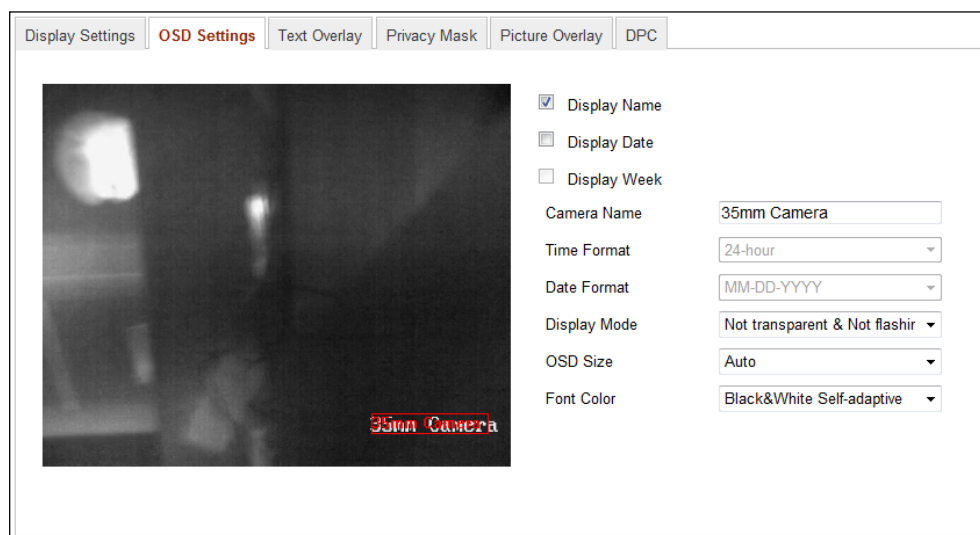 Display Settings OSD Settings Text Overlay Privacy Mask Picture Overlay DPC
Display Name
Display Date
Display Week
Camera Name 35mm Camera
Time Format 24-hour
Date Format MM-DD-YYYY
Display Mode Not transparent & Not flashir
OSD Size Auto
Font Color Black&White Self-adaptive
35mm Camera